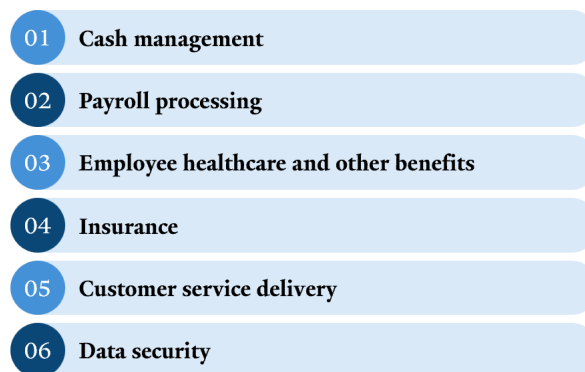 01 Cash management
02 Payroll processing
03 Employee healthcare and other benefits
04 Insurance
05 Customer service delivery
06 Data security